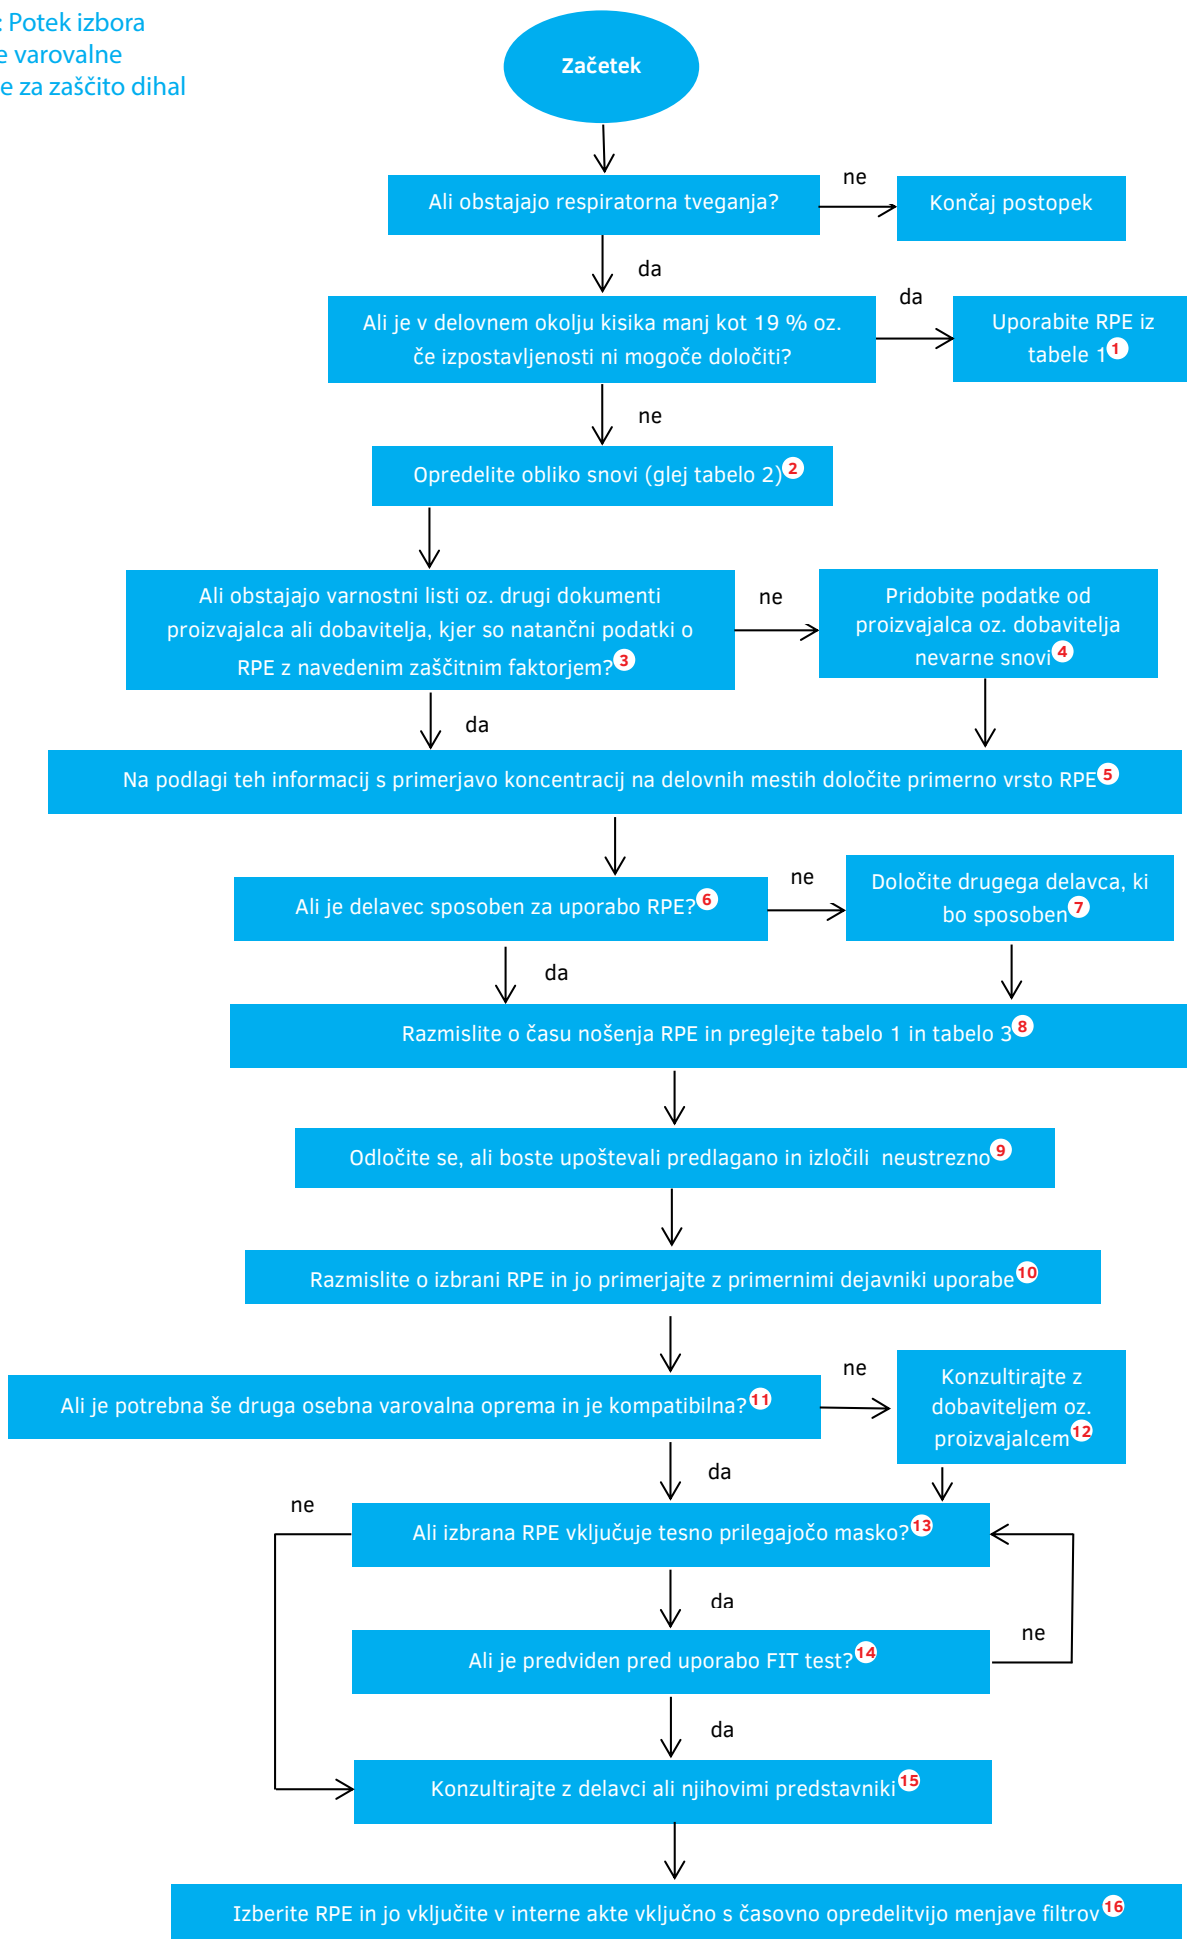 : Potek izbora
e varovalne
e za zaščito dihal
Začetek
Ali obstajajo respiratorna tveganja?
ne
Končaj postopek
da
Ali je v delovnem okolju kisika manj kot 19 % oz.
če izpostavljenosti ni mogoče določiti?
da
Uporabite RPE iz
tabele 1 1
ne
Opredelite obliko snovi (glej tabelo 2) 2
Ali obstajajo varnostni listi oz. drugi dokumenti
proizvajalca ali dobavitelja, kjer so natančni podatki o
RPE z navedenim zaščitnim faktorjem? 3
ne
Pridobite podatke od
proizvajalca oz. dobavitelja
nevarne snovi 4
da
Na podlagi teh informacij s primerjavo koncentracij na delovnih mestih določite primerno vrsto RPE 5
Ali je delavec sposoben za uporabo RPE? 6
ne
Določite drugega delavca, ki
bo sposoben 7
da
Razmislite o času nošenja RPE in preglejte tabelo 1 in tabelo 3 8
Odločite se, ali boste upoštevali predlagano in izločili neustrezno 9
Razmislite o izbrani RPE in jo primerjajte z primernimi dejavniki uporabe 10
Ali je potrebna še druga osebna varovalna oprema in je kompatibilna? 11
ne
Konzultirajte z
dobaviteljem oz.
proizvajalcem 12
da
ne
Ali izbrana RPE vključuje tesno prilegajočo masko? 13
da
Ali je predviden pred uporabo FIT test? 14
ne
da
Konzultirajte z delavci ali njihovimi predstavniki 15
Izberite RPE in jo vključite v interne akte vključno s časovno opredelitvijo menjave filtrov 16